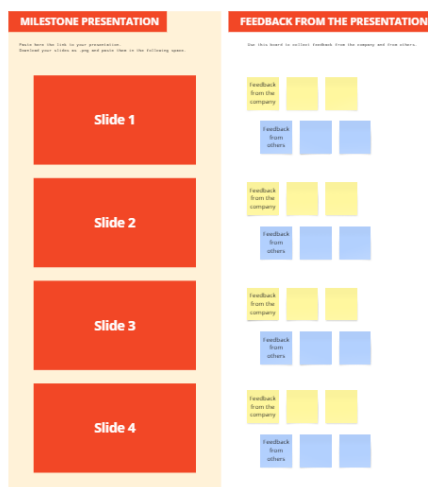 MILESTONE PRESENTATION
Paste here the link to your presentation.
Download your slides as .png and paste them in the following space.
Slide 1
Slide 2
Slide 3
Slide 4
FEEDBACK FROM THE PRESENTATION
Use this board to collect feedback from the company and from others.
Feedback
from the
company
Feedback
from
others
Feedback
from the
company
Feedback
from
others
Feedback
from the
company
Feedback
from
others
Feedback
from the
company
Feedback
from
others